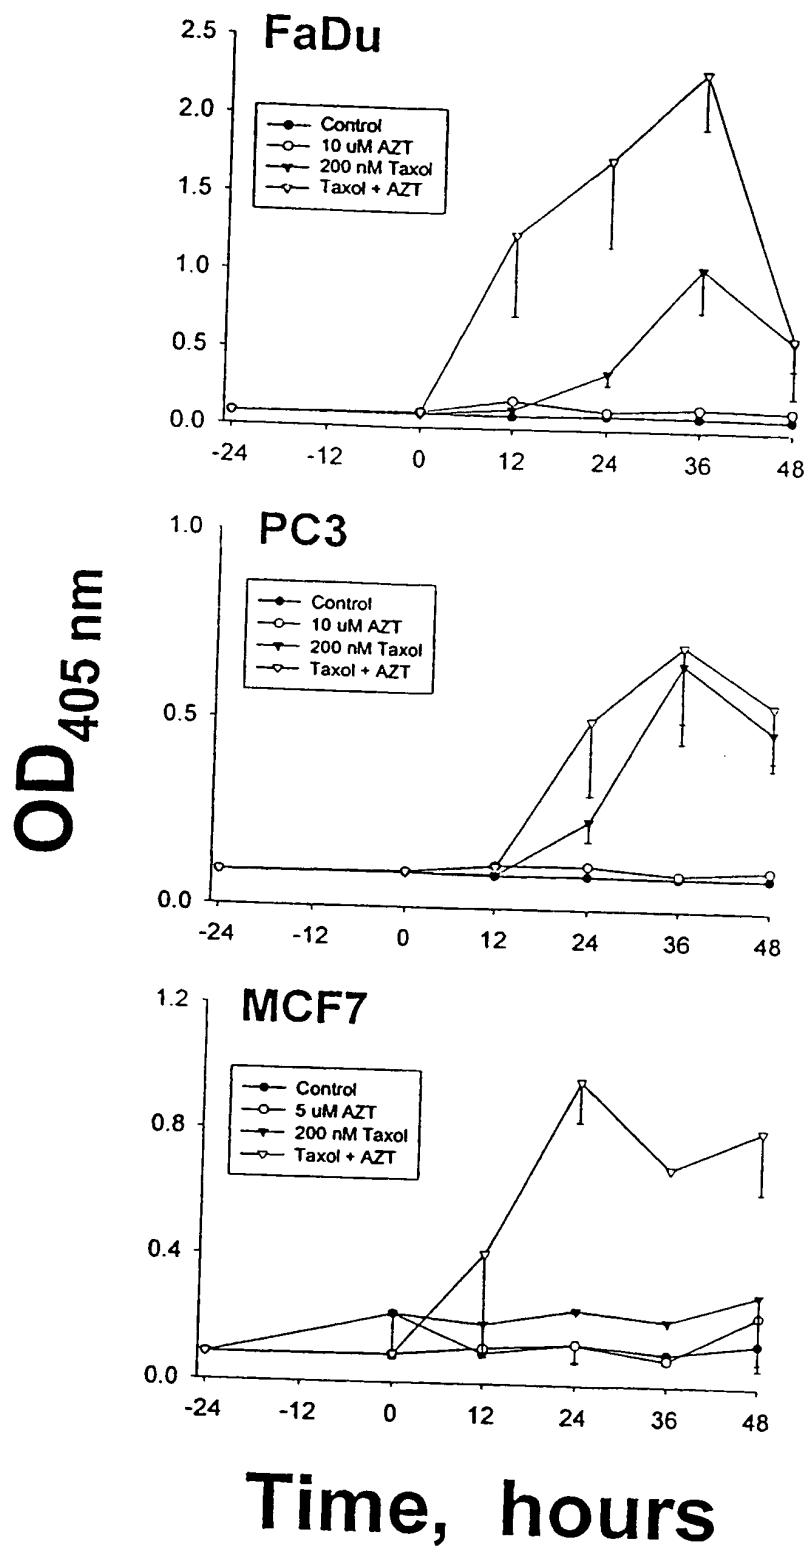 FaDu
2.5
2.0
1.5
1.0
0.5
0.0
Control
10 uM AZT
200 nM Taxol
Taxol + AZT
-24 -12 0 12 24 36 48
PC3
1.0
0.5
0.0
Control
10 uM AZT
200 nM Taxol
Taxol + AZT
-24 -12 0 12 24 36 48
OD405 nm
MCF7
1.2
0.8
0.4
0.0
Control
5 uM AZT
200 nM Taxol
Taxol + AZT
-24 -12 0 12 24 36 48
Time, hours